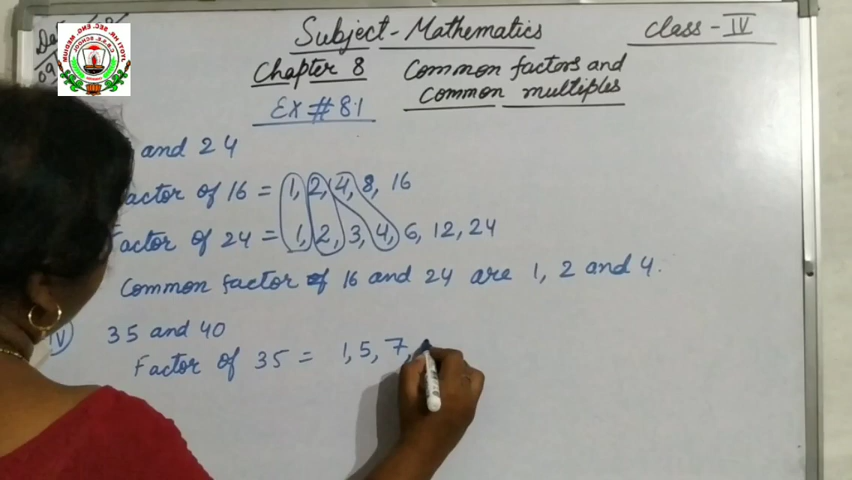 Subject-Mathematics
Class-IV
Chapter 8 Common factors and
Common multiples
EX # 8.1
and 24
actor of 16 = 1, 2, 4, 8, 16
Factor of 24 = 1, 2, 3, 4, 6, 12, 24
Common factor of 16 and 24 are 1, 2 and 4.
35 and 40
Factor of 35 = 1, 5, 7,